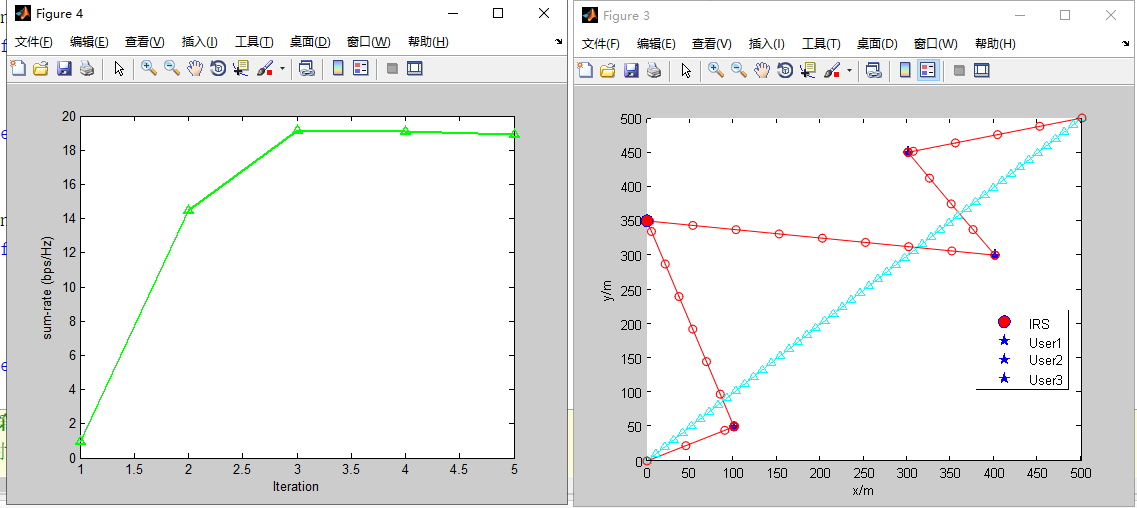 Figure 4
文件(F) 编辑(E) 查看(V) 插入(I) 工具(T) 桌面(D) 窗口(W) 帮助(H)
20
18
16
14
12
10
8
6
4
2
0
sum-rate (bps/Hz)
1 1.5 2 2.5 3 3.5 4 4.5 5
Iteration
Figure 3
文件(F) 编辑(E) 查看(V) 插入(I) 工具(T) 桌面(D) 窗口(W) 帮助(H)
500
450
400
350
300
250
200
150
100
50
0
y/m
IRS
User1
User2
User3
0 50 100 150 200 250 300 350 400 450 500
x/m